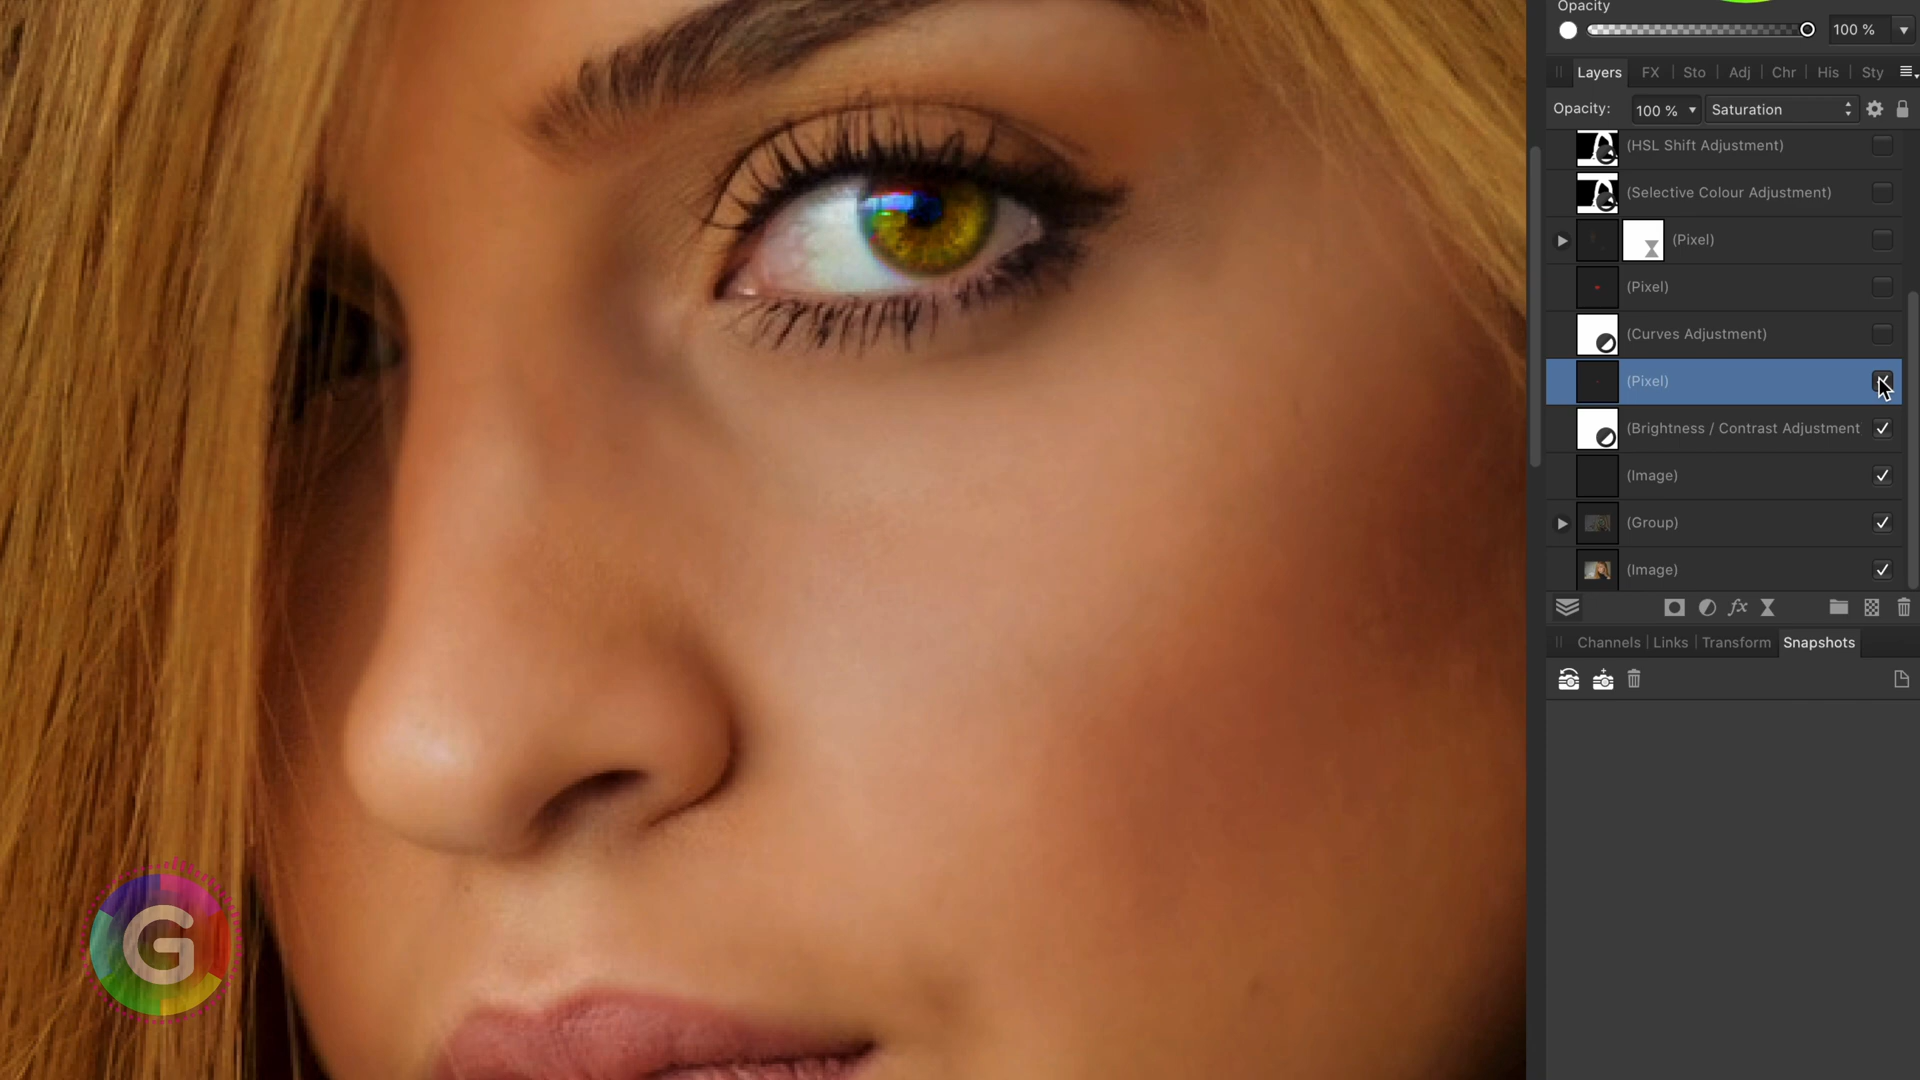 Opacity
100 %
Layers FX Sto Adj Chr His Sty
Opacity: 100 % Saturation
(HSL Shift Adjustment)
(Selective Colour Adjustment)
(Pixel)
(Pixel)
(Curves Adjustment)
(Pixel)
(Brightness / Contrast Adjustment
(Image)
(Group)
(Image)
fx
Channels Links Transform Snapshots
G